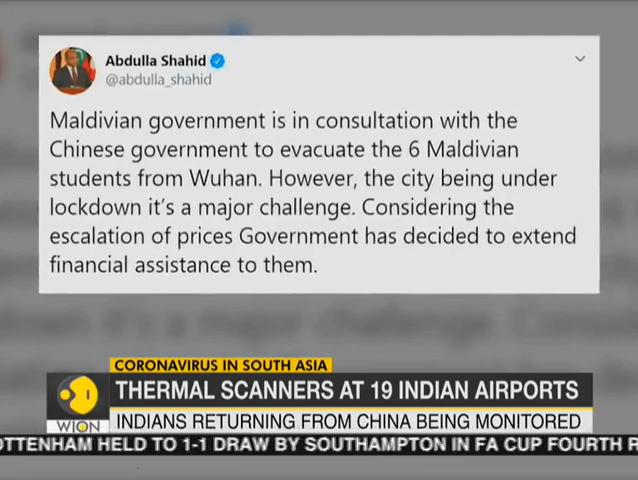 Abdulla Shahid
@abdulla_shahid
Maldivian government is in consultation with the
Chinese government to evacuate the 6 Maldivian
students from Wuhan. However, the city being under
lockdown it's a major challenge. Considering the
escalation of prices Government has decided to extend
financial assistance to them.
CORONAVIRUS IN SOUTH ASIA
THERMAL SCANNERS AT 19 INDIAN AIRPORTS
WION
INDIANS RETURNING FROM CHINA BEING MONITORED
OTTENHAM HELD TO 1-1 DRAW BY SOUTHAMPTON IN FA CUP FOURTH R